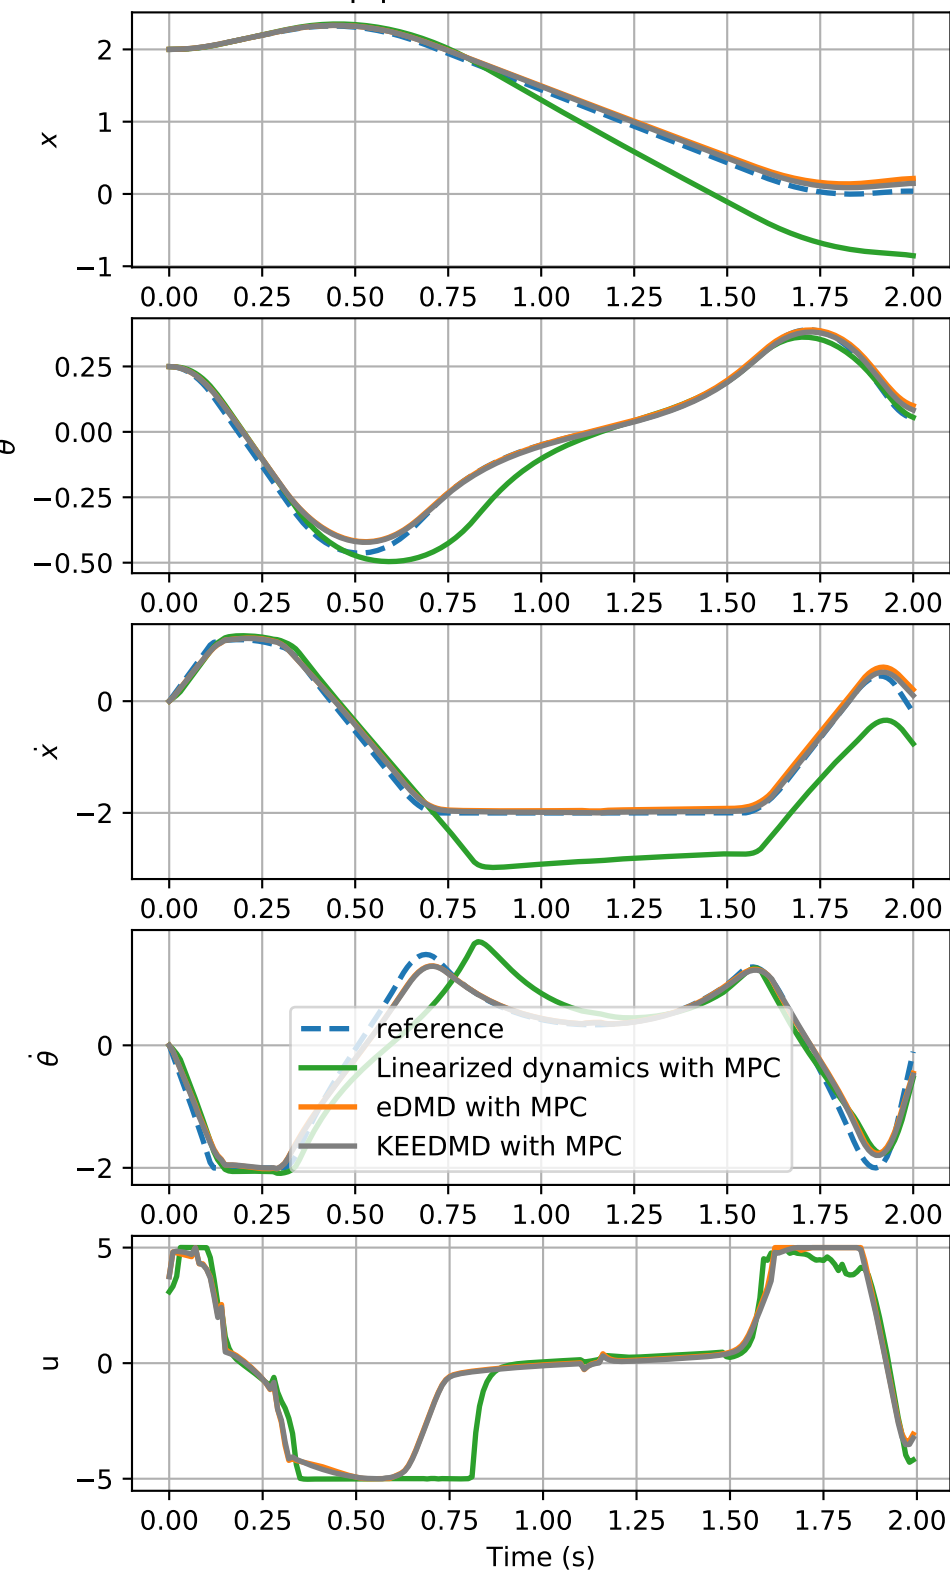 2
1
0
−1
x
0.00 0.25 0.50 0.75 1.00 1.25 1.50 1.75 2.00
0.25
0.00
−0.25
−0.50
θ
0.00 0.25 0.50 0.75 1.00 1.25 1.50 1.75 2.00
0
−2
ẋ
0.00 0.25 0.50 0.75 1.00 1.25 1.50 1.75 2.00
0
−2
θ̇
reference
Linearized dynamics with MPC
eDMD with MPC
KEEDMD with MPC
0.00 0.25 0.50 0.75 1.00 1.25 1.50 1.75 2.00
5
0
−5
u
0.00 0.25 0.50 0.75 1.00 1.25 1.50 1.75 2.00
Time (s)